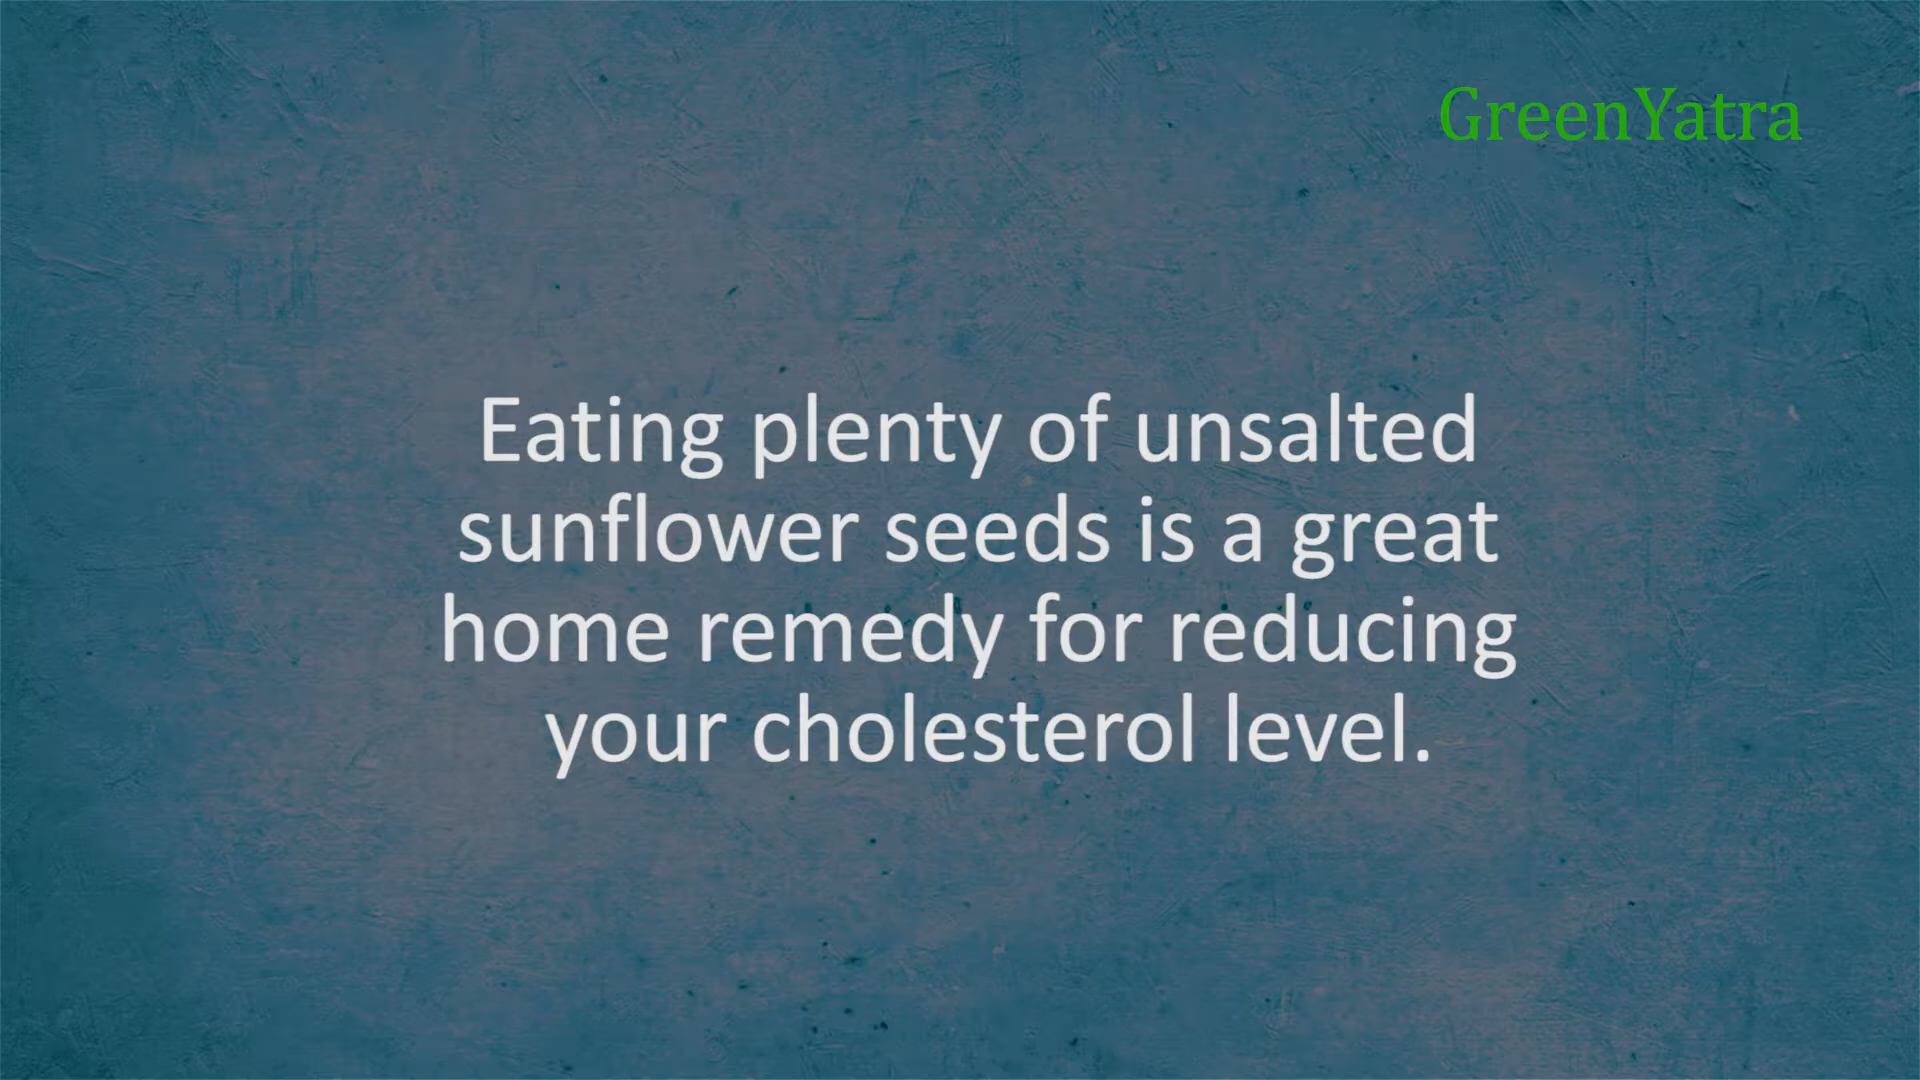 GreenYatra
Eating plenty of unsalted
sunflower seeds is a great
home remedy for reducing
your cholesterol level.